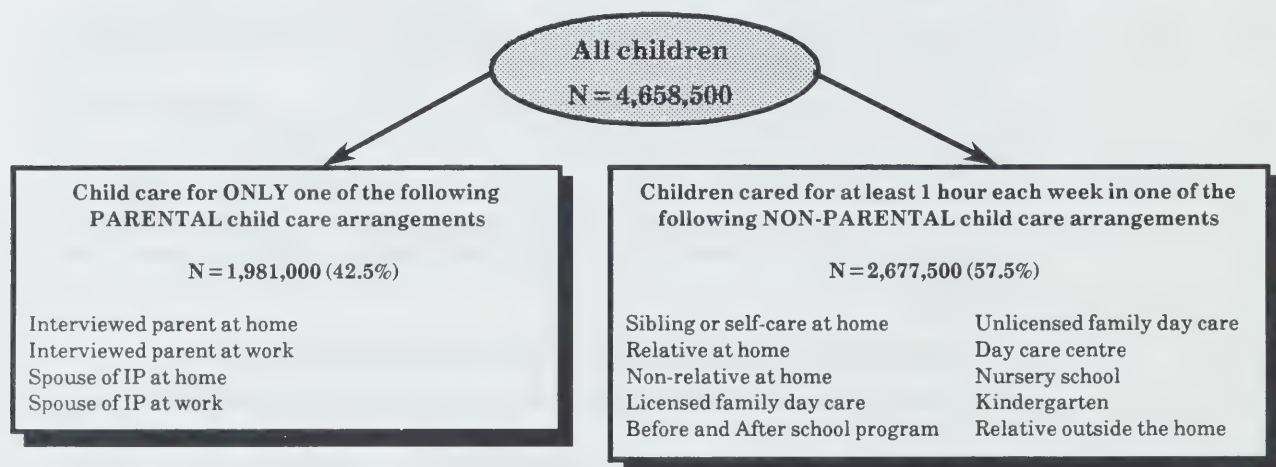 All children
N = 4,658,500
Child care for ONLY one of the following
PARENTAL child care arrangements
N = 1,981,000 (42.5%)
Interviewed parent at home
Interviewed parent at work
Spouse of IP at home
Spouse of IP at work
Children cared for at least 1 hour each week in one of the
following NON-PARENTAL child care arrangements
N = 2,677,500 (57.5%)
Sibling or self-care at home
Relative at home
Non-relative at home
Licensed family day care
Before and After school program
Unlicensed family day care
Day care centre
Nursery school
Kindergarten
Relative outside the home